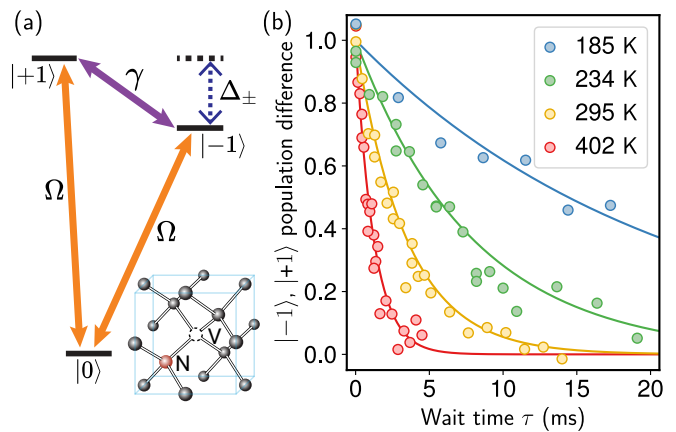 (a)
|+1⟩
γ
Δ±
|−1⟩
Ω
Ω
V
N
|0⟩
(b)
|−1⟩, |+1⟩ population difference
1.0
0.8
0.6
0.4
0.2
0.0
185 K
234 K
295 K
402 K
0
5
10
15
20
Wait time τ (ms)